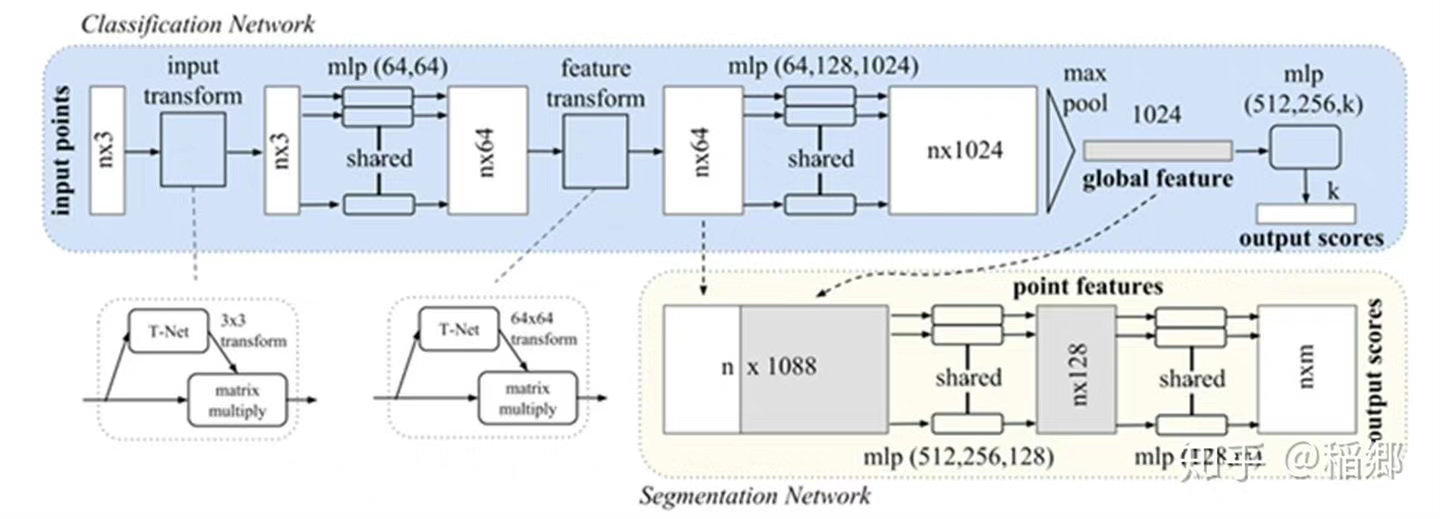 Classification Network
input points
nx3
input
transform
nx3
mlp (64,64)
shared
nx64
feature
transform
nx64
mlp (64,128,1024)
shared
nx1024
max
pool
1024
global feature
mlp
(512,256,k)
k
output scores
T-Net
3x3
transform
matrix
multiply
T-Net
64x64
transform
matrix
multiply
point features
n x 1088
shared
nx128
shared
nxm
output scores
mlp (512,256,128)
mlp (128,
知乎 @稲郷
Segmentation Network